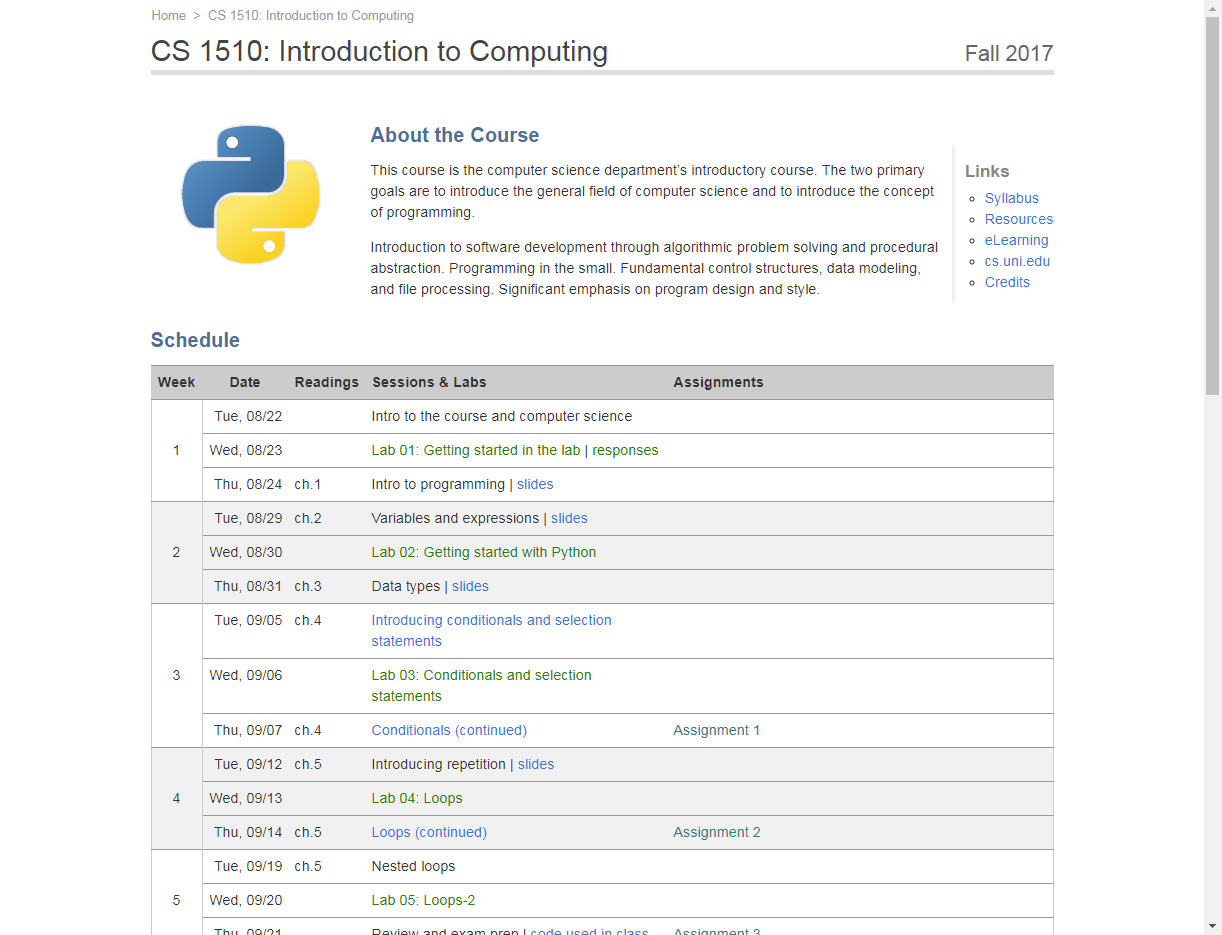 Home > CS 1510: Introduction to Computing
CS 1510: Introduction to Computing
Fall 2017
About the Course
This course is the computer science department's introductory course. The two primary
goals are to introduce the general field of computer science and to introduce the concept
of programming.
Introduction to software development through algorithmic problem solving and procedural
abstraction. Programming in the small. Fundamental control structures, data modeling,
and file processing. Significant emphasis on program design and style.
Links
Syllabus
Resources
eLearning
cs.uni.edu
Credits
Schedule
Week Date Readings Sessions & Labs Assignments
Tue, 08/22 Intro to the course and computer science
1 Wed, 08/23 Lab 01: Getting started in the lab | responses
Thu, 08/24 ch.1 Intro to programming | slides
Tue, 08/29 ch.2 Variables and expressions | slides
2 Wed, 08/30 Lab 02: Getting started with Python
Thu, 08/31 ch.3 Data types | slides
Tue, 09/05 ch.4 Introducing conditionals and selection
statements
3 Wed, 09/06 Lab 03: Conditionals and selection
statements
Thu, 09/07 ch.4 Conditionals (continued) Assignment 1
Tue, 09/12 ch.5 Introducing repetition | slides
4 Wed, 09/13 Lab 04: Loops
Thu, 09/14 ch.5 Loops (continued) Assignment 2
Tue, 09/19 ch.5 Nested loops
5 Wed, 09/20 Lab 05: Loops-2
Thu, 09/21 Review and exam prep | code used in class Assignment 3